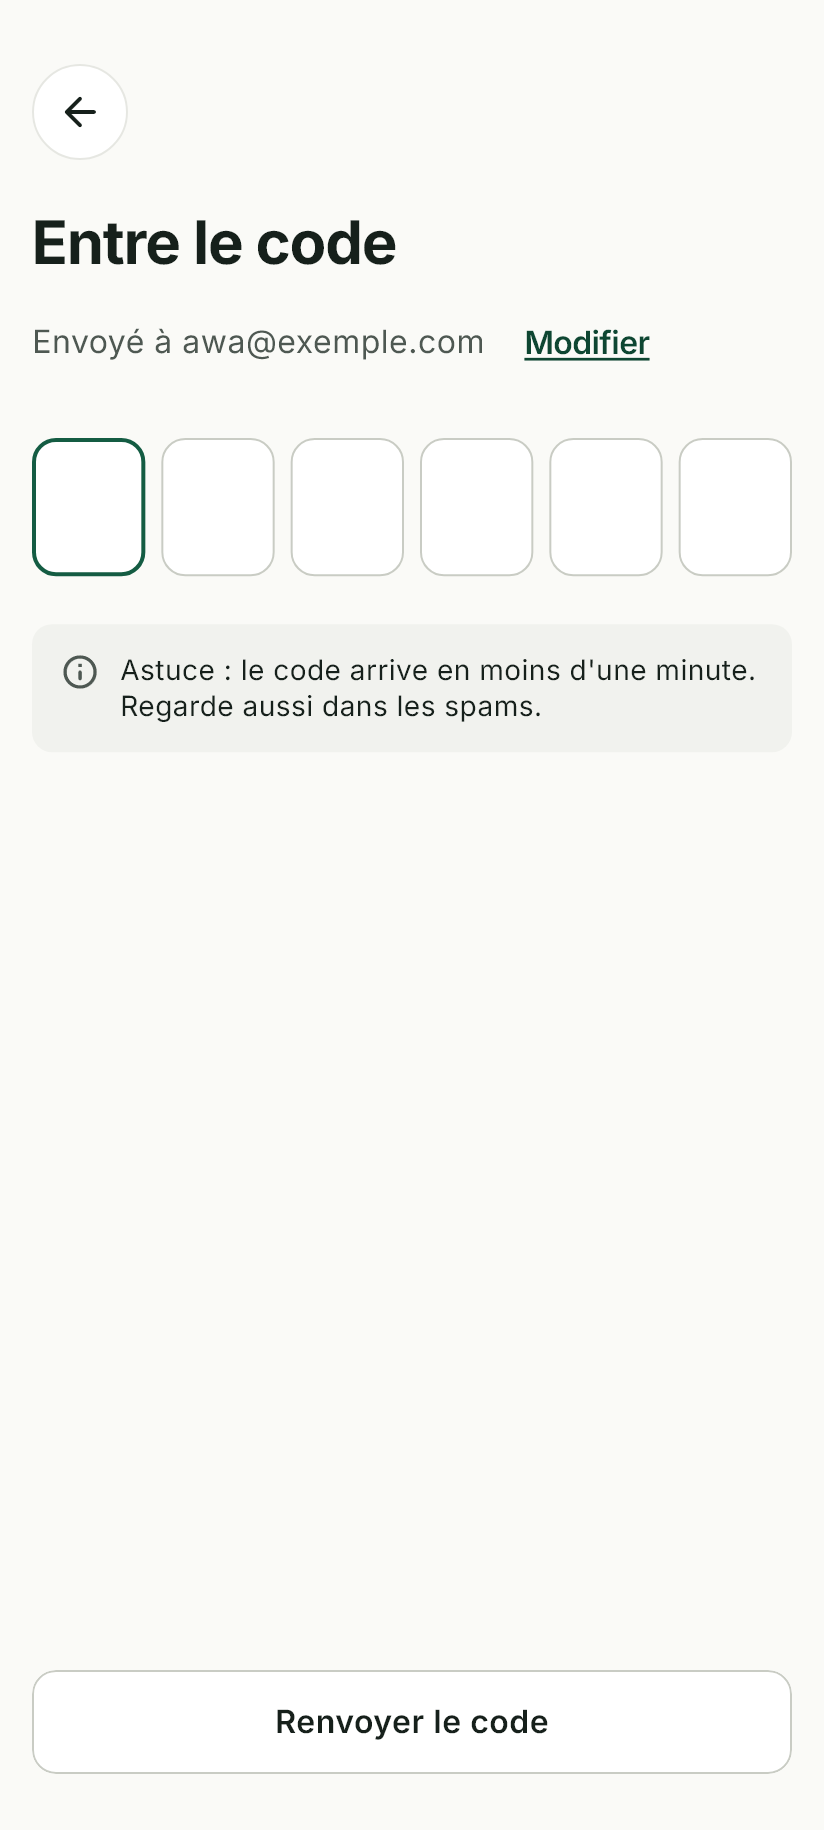 Entre le code
Envoyé à awa@exemple.com Modifier
Astuce : le code arrive en moins d'une minute.
Regarde aussi dans les spams.
Renvoyer le code